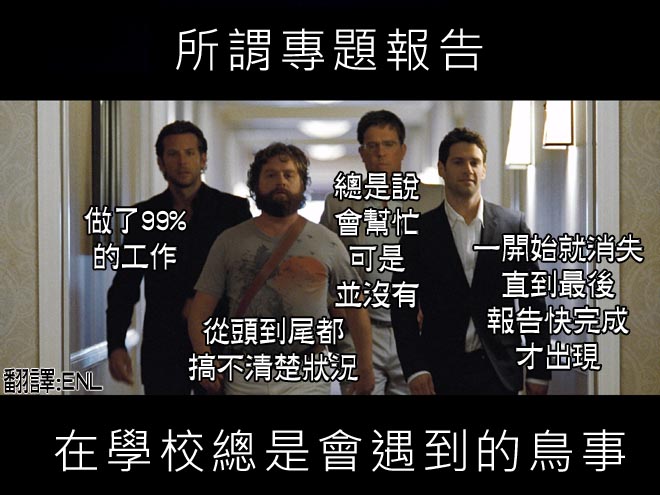 所謂專題報告
做了99%
的工作
從頭到尾都
搞不清楚狀況
總是說
會幫忙
可是
並沒有
一開始就消失
直到最後
報告快完成
才出現
翻譯:ENL
在學校總是會遇到的鳥事